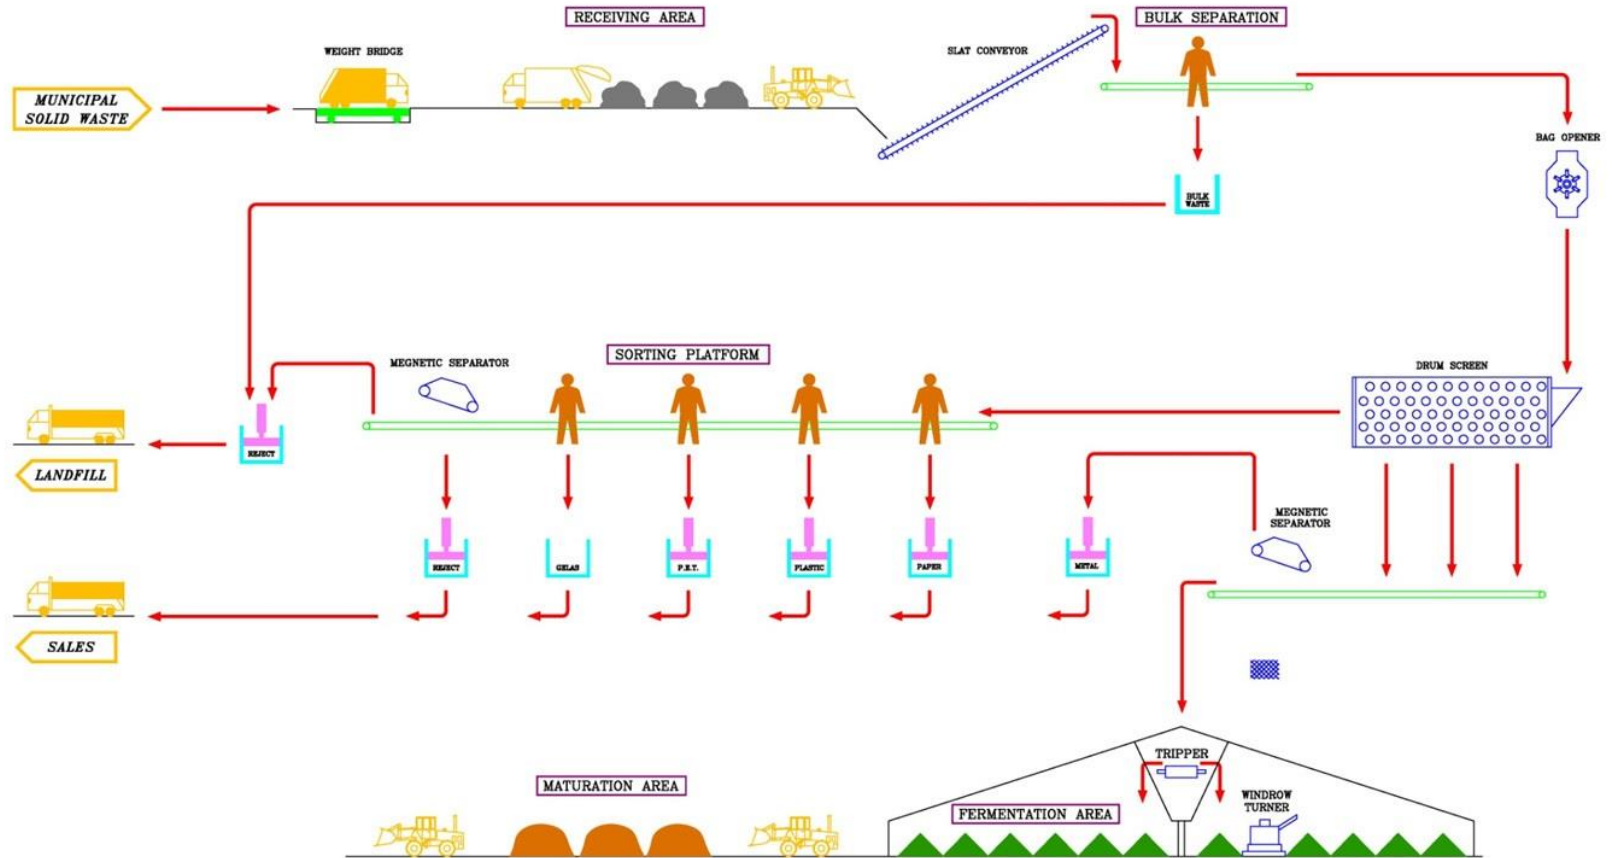 RECEIVING AREA
BULK SEPARATION
WEIGHT BRIDGE
SLAT CONVEYOR
MUNICIPAL
SOLID WASTE
BAG OPENER
BULK
WASTE
SORTING PLATFORM
MEGNETIC SEPARATOR
DRUM SCREEN
REJECT
LANDFILL
MEGNETIC
SEPARATOR
REJECT
GELAS
P.E.T.
PLASTIC
PAPER
METAL
SALES
TRIPPER
MATURATION AREA
WINDROW
TURNER
FERMENTATION AREA